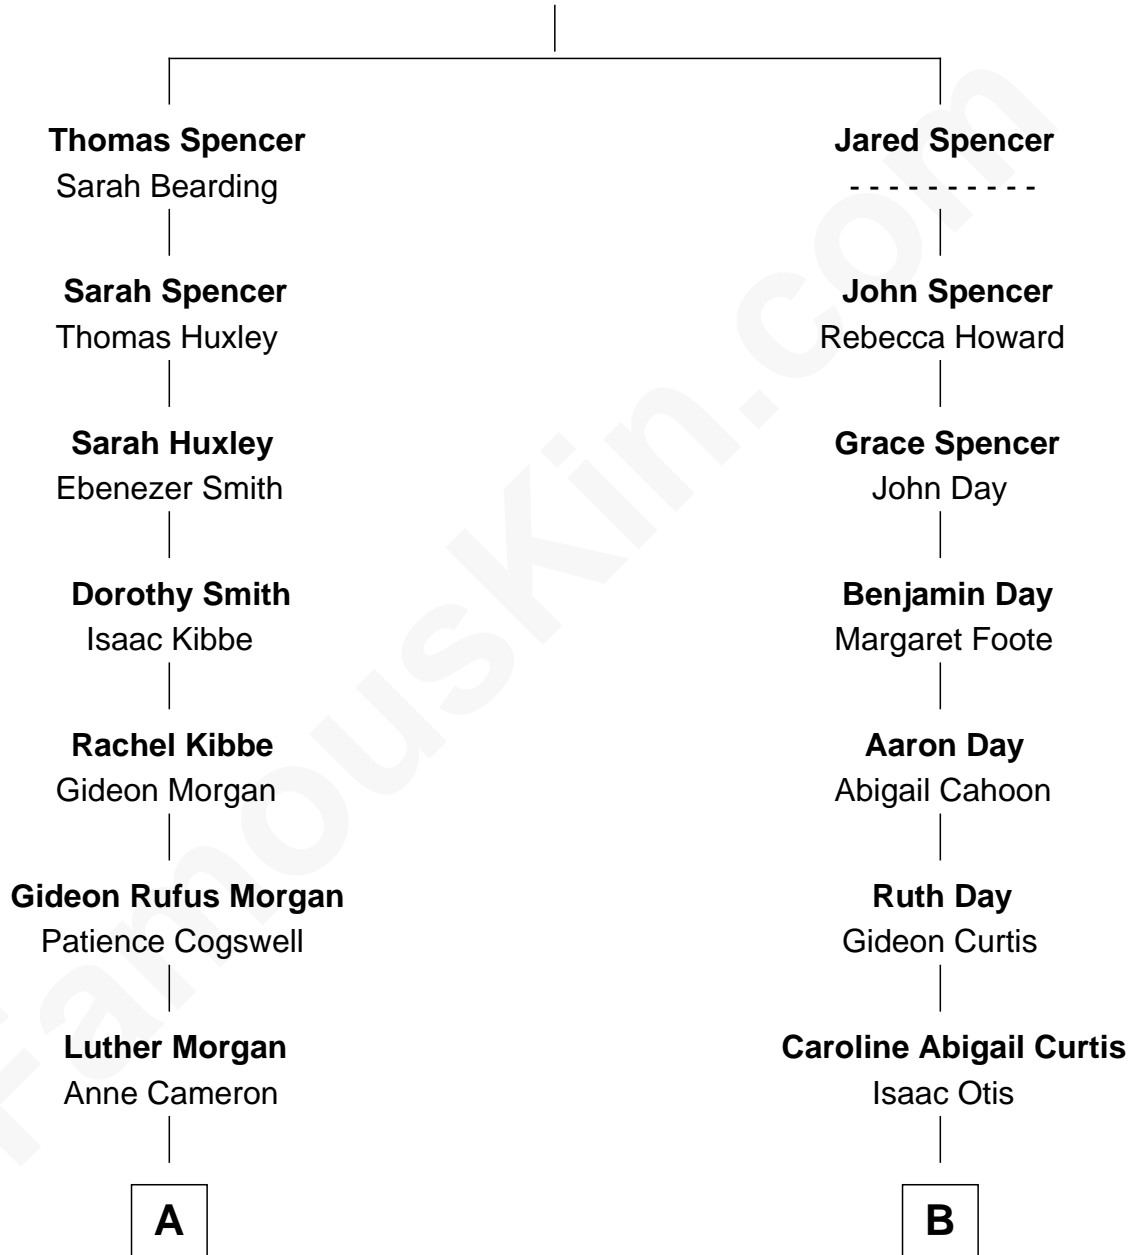 Thomas Spencer
Sarah Bearding
Sarah Spencer
Thomas Huxley
Sarah Huxley
Ebenezer Smith
Dorothy Smith
Isaac Kibbe
Rachel Kibbe
Gideon Morgan
Gideon Rufus Morgan
Patience Cogswell
Luther Morgan
Anne Cameron
A
Jared Spencer
- - - - - - - - - -
John Spencer
Rebecca Howard
Grace Spencer
John Day
Benjamin Day
Margaret Foote
Aaron Day
Abigail Cahoon
Ruth Day
Gideon Curtis
Caroline Abigail Curtis
Isaac Otis
B
FamousKin.com